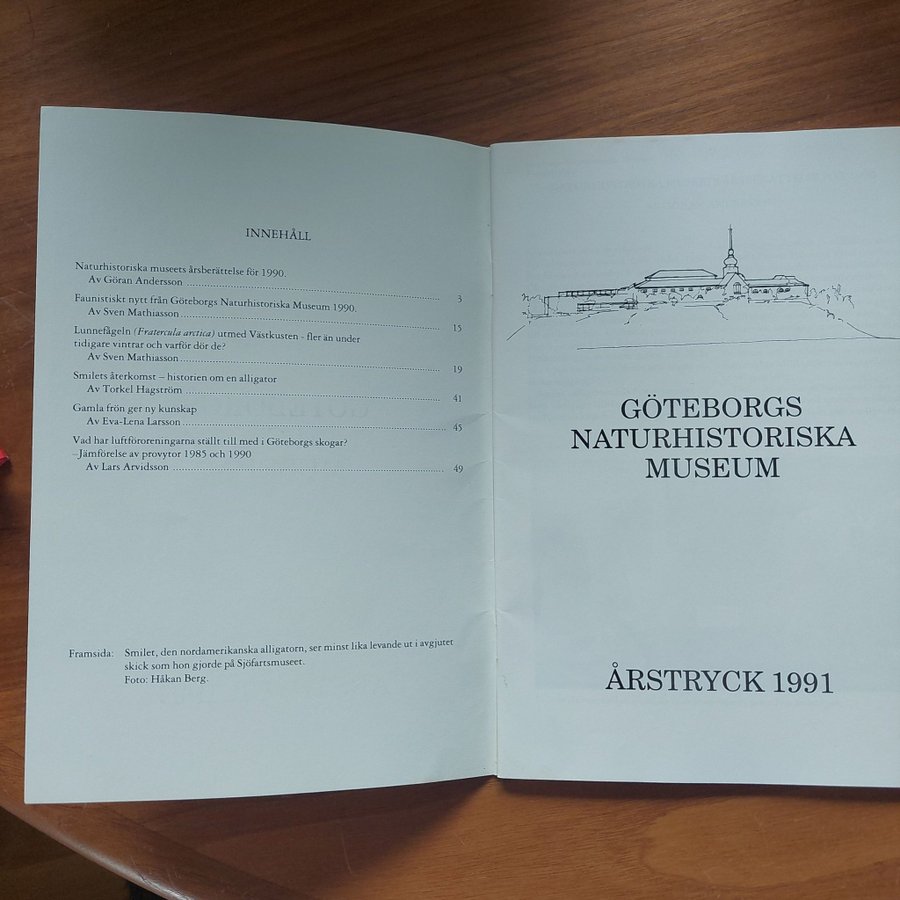 INNEHÅLL
Naturhistoriska museets årsberättelse för 1990.
Av Göran Andersson ........ 3
Faunistiskt nytt från Göteborgs Naturhistoriska Museum 1990.
Av Sven Mathiasson ........ 15
Lunnefågeln (Fratercula arctica) utmed Västkusten - fler än under
tidigare vintrar och varför dör de?
Av Sven Mathiasson ........ 19
Smilets återkomst – historien om en alligator
Av Torkel Hagström ........ 41
Gamla frön ger ny kunskap
Av Eva-Lena Larsson ........ 45
Vad har luftföroreningarna ställt till med i Göteborgs skogar?
–Jämförelse av provytor 1985 och 1990
Av Lars Arvidsson ........ 49
Framsida: Smilet, den nordamerikanska alligatorn, ser minst lika levande ut i avgjutet
skick som hon gjorde på Sjöfartsmuseet.
Foto: Håkan Berg.
GÖTEBORGS
NATURHISTORISKA
MUSEUM
ÅRSTRYCK 1991